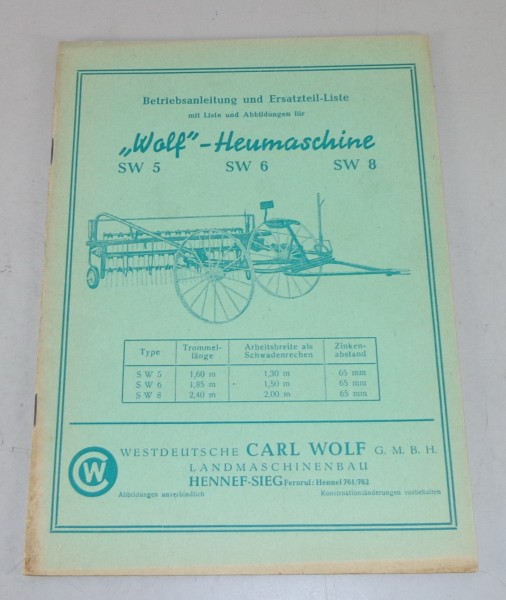 Betriebsanleitung und Ersatzteil-Liste
mit Liste und Abbildungen für
„Wolf”-Heumaschine
SW 5 SW 6 SW 8
Type Trommel-länge Arbeitsbreite als Schwadenrechen Zinken-abstand
SW 5 1,60 m 1,30 m 65 mm
SW 6 1,85 m 1,50 m 65 mm
SW 8 2,40 m 2,00 m 65 mm
CW
WESTDEUTSCHE CARL WOLF G. M. B. H.
LANDMASCHINENBAU
HENNEF-SIEG Fernruf: Hennef 761/762
Abbildungen unverbindlich Konstruktionsänderungen vorbehalten